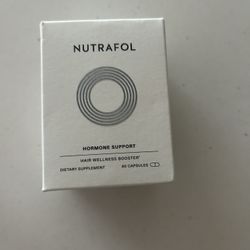 NUTRAFOL
HORMONE SUPPORT
HAIR WELLNESS BOOSTER*
DIETARY SUPPLEMENT 60 CAPSULES